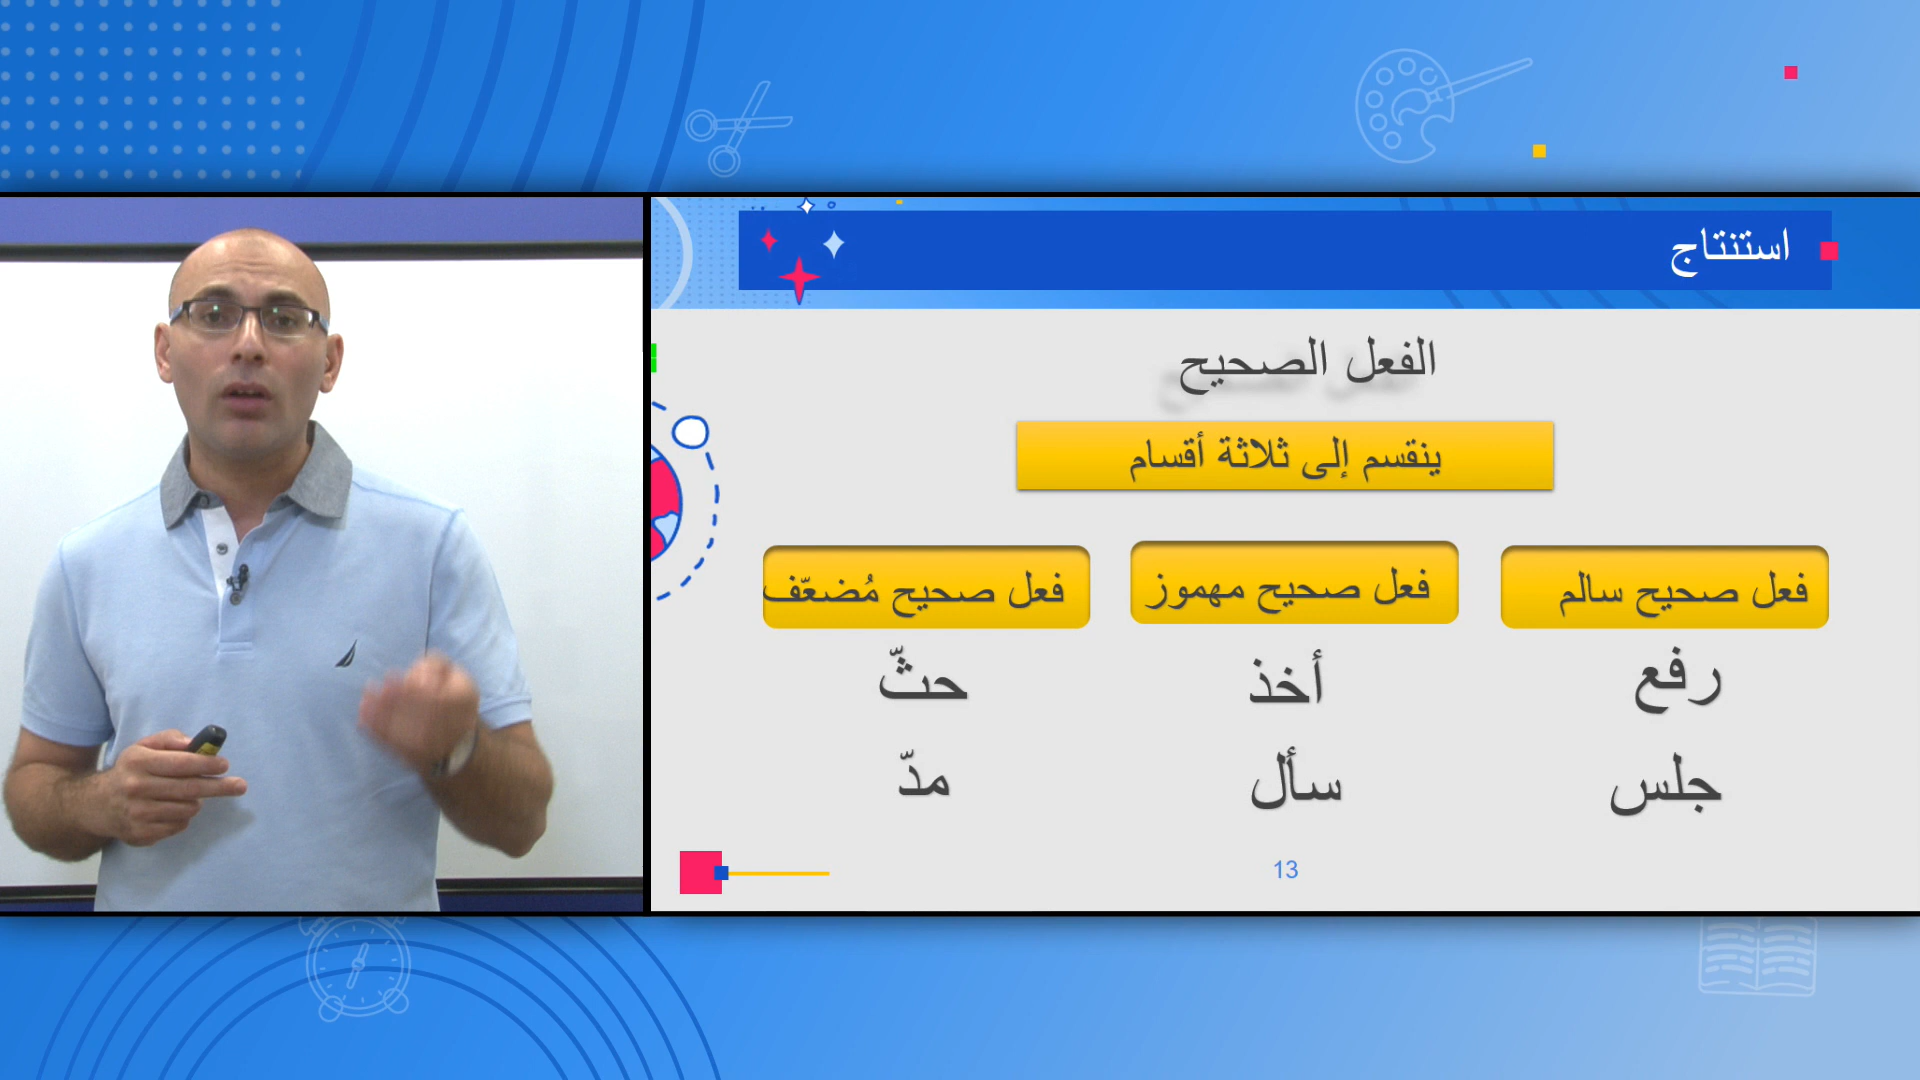 استنتاج
الفعل الصحيح
ينقسم إلى ثلاثة أقسام
فعل صحيح سالم
فعل صحيح مهموز
فعل صحيح مُضعّف
رفع
أخذ
حثّ
جلس
سأل
مدّ
13